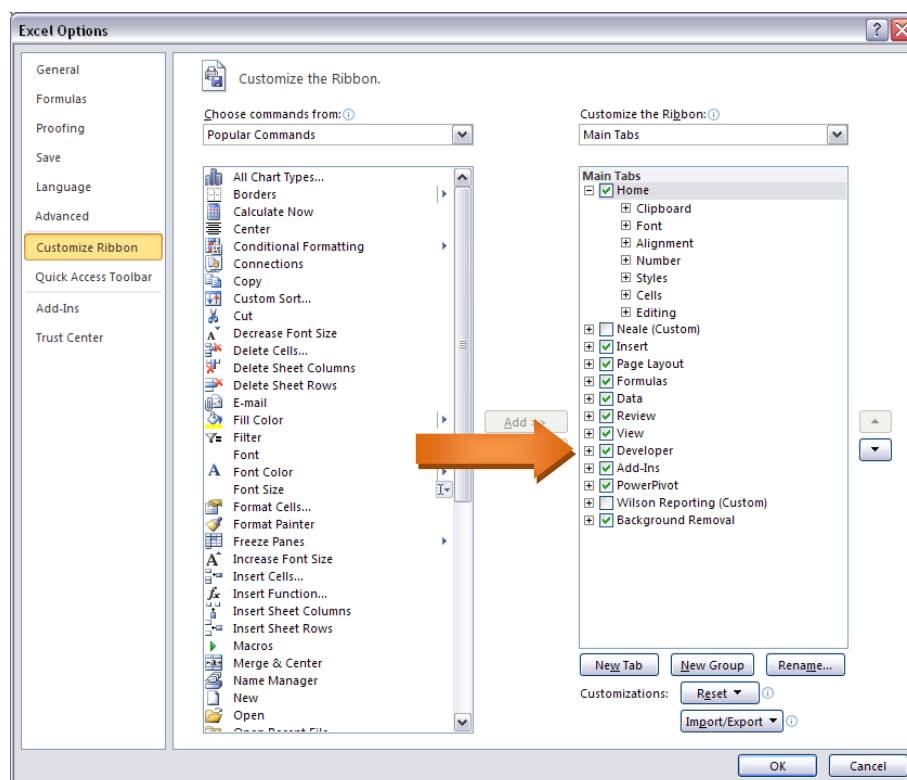 Excel Options
General
Formulas
Proofing
Save
Language
Advanced
Customize Ribbon
Quick Access Toolbar
Add-Ins
Trust Center
Customize the Ribbon.
Choose commands from:
Popular Commands
All Chart Types...
Borders
Calculate Now
Center
Conditional Formatting
Connections
Copy
Custom Sort...
Cut
Decrease Font Size
Delete Cells...
Delete Sheet Columns
Delete Sheet Rows
E-mail
Fill Color
Filter
Font
Font Color
Font Size
Format Cells...
Format Painter
Freeze Panes
Increase Font Size
Insert Cells...
Insert Function...
Insert Sheet Columns
Insert Sheet Rows
Macros
Merge & Center
Name Manager
New
Open
Open Recent File
Add >>
Customize the Ribbon:
Main Tabs
Main Tabs
Home
Clipboard
Font
Alignment
Number
Styles
Cells
Editing
Neale (Custom)
Insert
Page Layout
Formulas
Data
Review
View
Developer
Add-Ins
PowerPivot
Wilson Reporting (Custom)
Background Removal
New Tab
New Group
Rename...
Customizations:
Reset
Import/Export
OK
Cancel